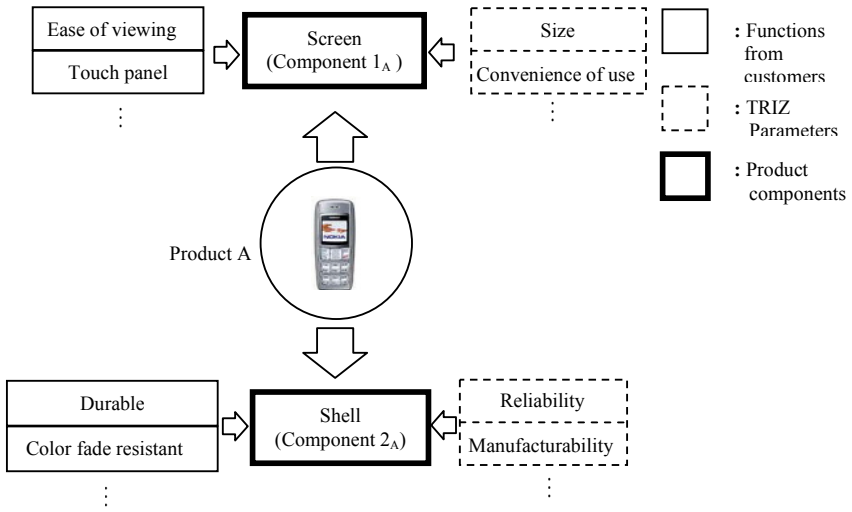 Ease of viewing
Touch panel
⋮
Screen
(Component 1A )
Size
Convenience of use
⋮
: Functions
from
customers
: TRIZ
Parameters
: Product
components
Product A
NOKIA
Durable
Color fade resistant
⋮
Shell
(Component 2A)
Reliability
Manufacturability
⋮